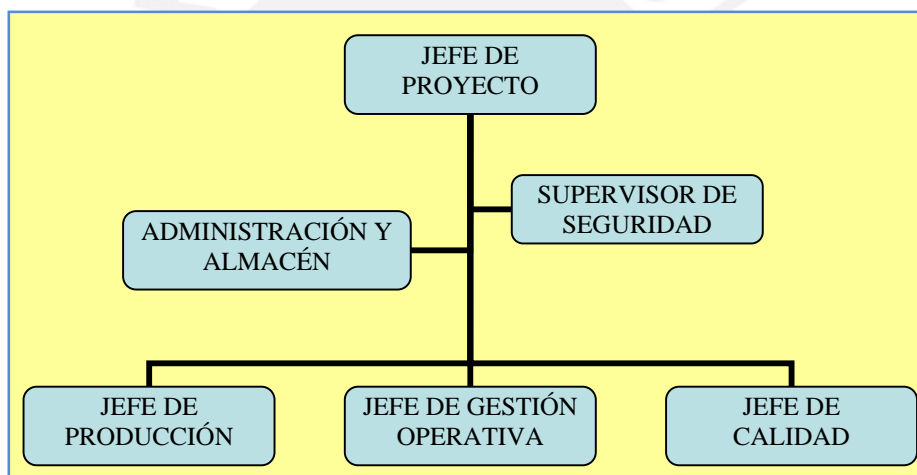 JEFE DE
PROYECTO
SUPERVISOR DE
SEGURIDAD
ADMINISTRACIÓN Y
ALMACÉN
JEFE DE
PRODUCCIÓN
JEFE DE GESTIÓN
OPERATIVA
JEFE DE
CALIDAD